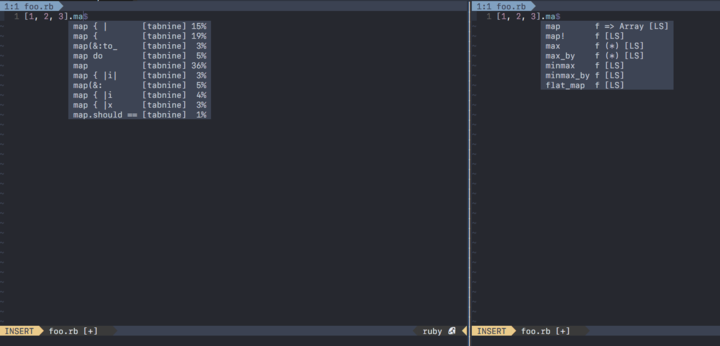 1:1 foo.rb
1 [1, 2, 3].ma
map { | [tabnine] 15%
map { [tabnine] 19%
map(&:to_ [tabnine] 3%
map do [tabnine] 5%
map [tabnine] 36%
map { |i| [tabnine] 3%
map(&: [tabnine] 5%
map { |i [tabnine] 4%
map { |x [tabnine] 3%
map.should == [tabnine] 1%
INSERT foo.rb [+] ruby
1:1 foo.rb
1 [1, 2, 3].ma
map f => Array [LS]
map! f [LS]
max f (*) [LS]
max_by f (*) [LS]
minmax f [LS]
minmax_by f [LS]
flat_map f [LS]
INSERT foo.rb [+]